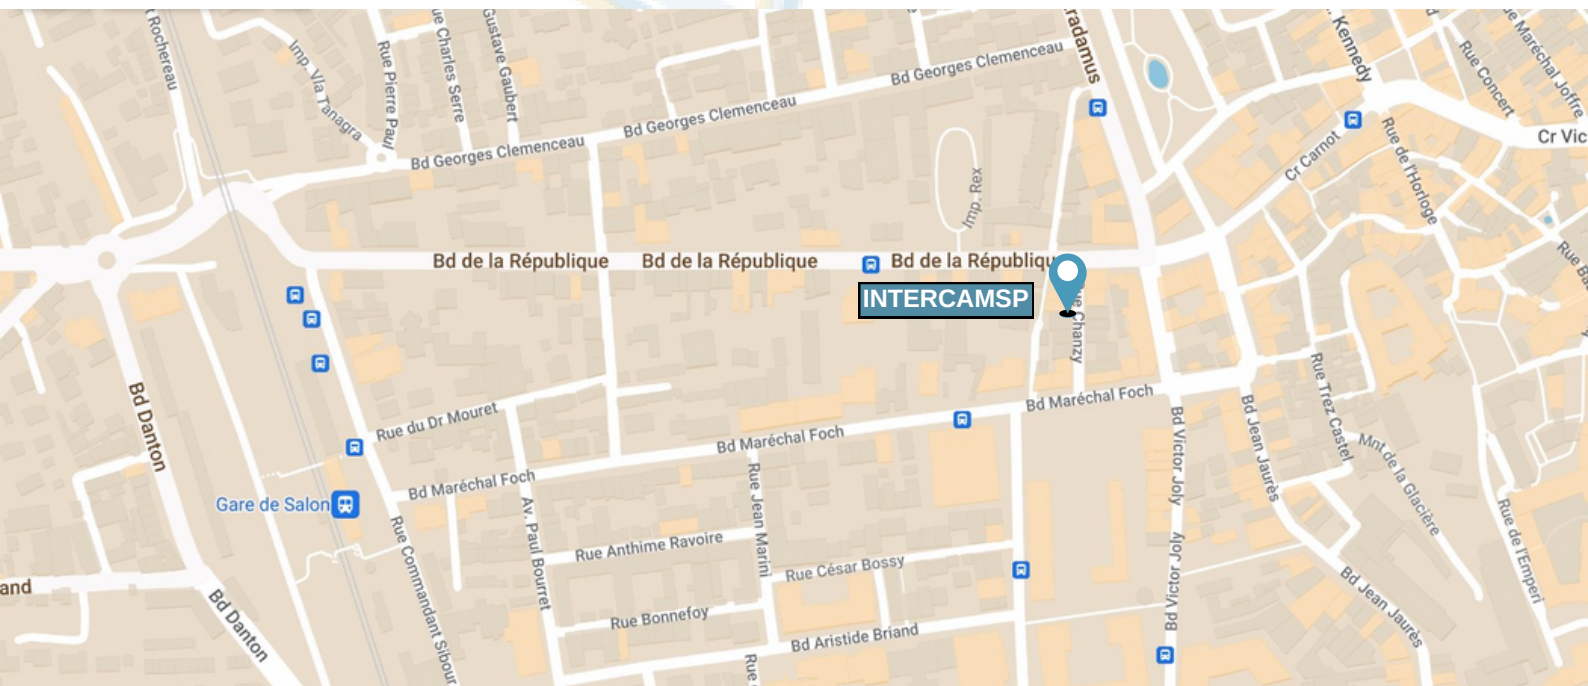 Rochereau
Imp. VIa Tanagra
Rue Pierre Paul
ue Charles Serre
Gustave Gaubert
Bd Georges Clemenceau
Bd Georges Clemenceau
Bd Georges Clemenceau
radamus
Kennedy
Rue Concert
ue Maréchal Joffre
Cr Vic
Cr Carnot
Rue de l'Horloge
Imp. Rex
Bd de la République
Bd de la République
Bd de la Républiqu
INTERCAMSP
ue Chanzy
Bd Danton
Rue du Dr Mouret
Bd Maréchal Foch
Bd Maréchal Foch
Bd Maréchal Foch
Gare de Salon
Rue Commandant Sibour
Av. Paul Bourret
Rue Jean Marini
Rue Anthime Ravoire
Rue César Bossy
Rue Bonnefoy
Bd Aristide Briand
Rue
Bd Victor Joly
Bd Victor Joly
Bd Jean Jaurès
Bd Jean Jaurès
Rue Trez Castel
Mnt de la Glacière
Rue de l'Emperi
Rue Ba
and
Bd Danton